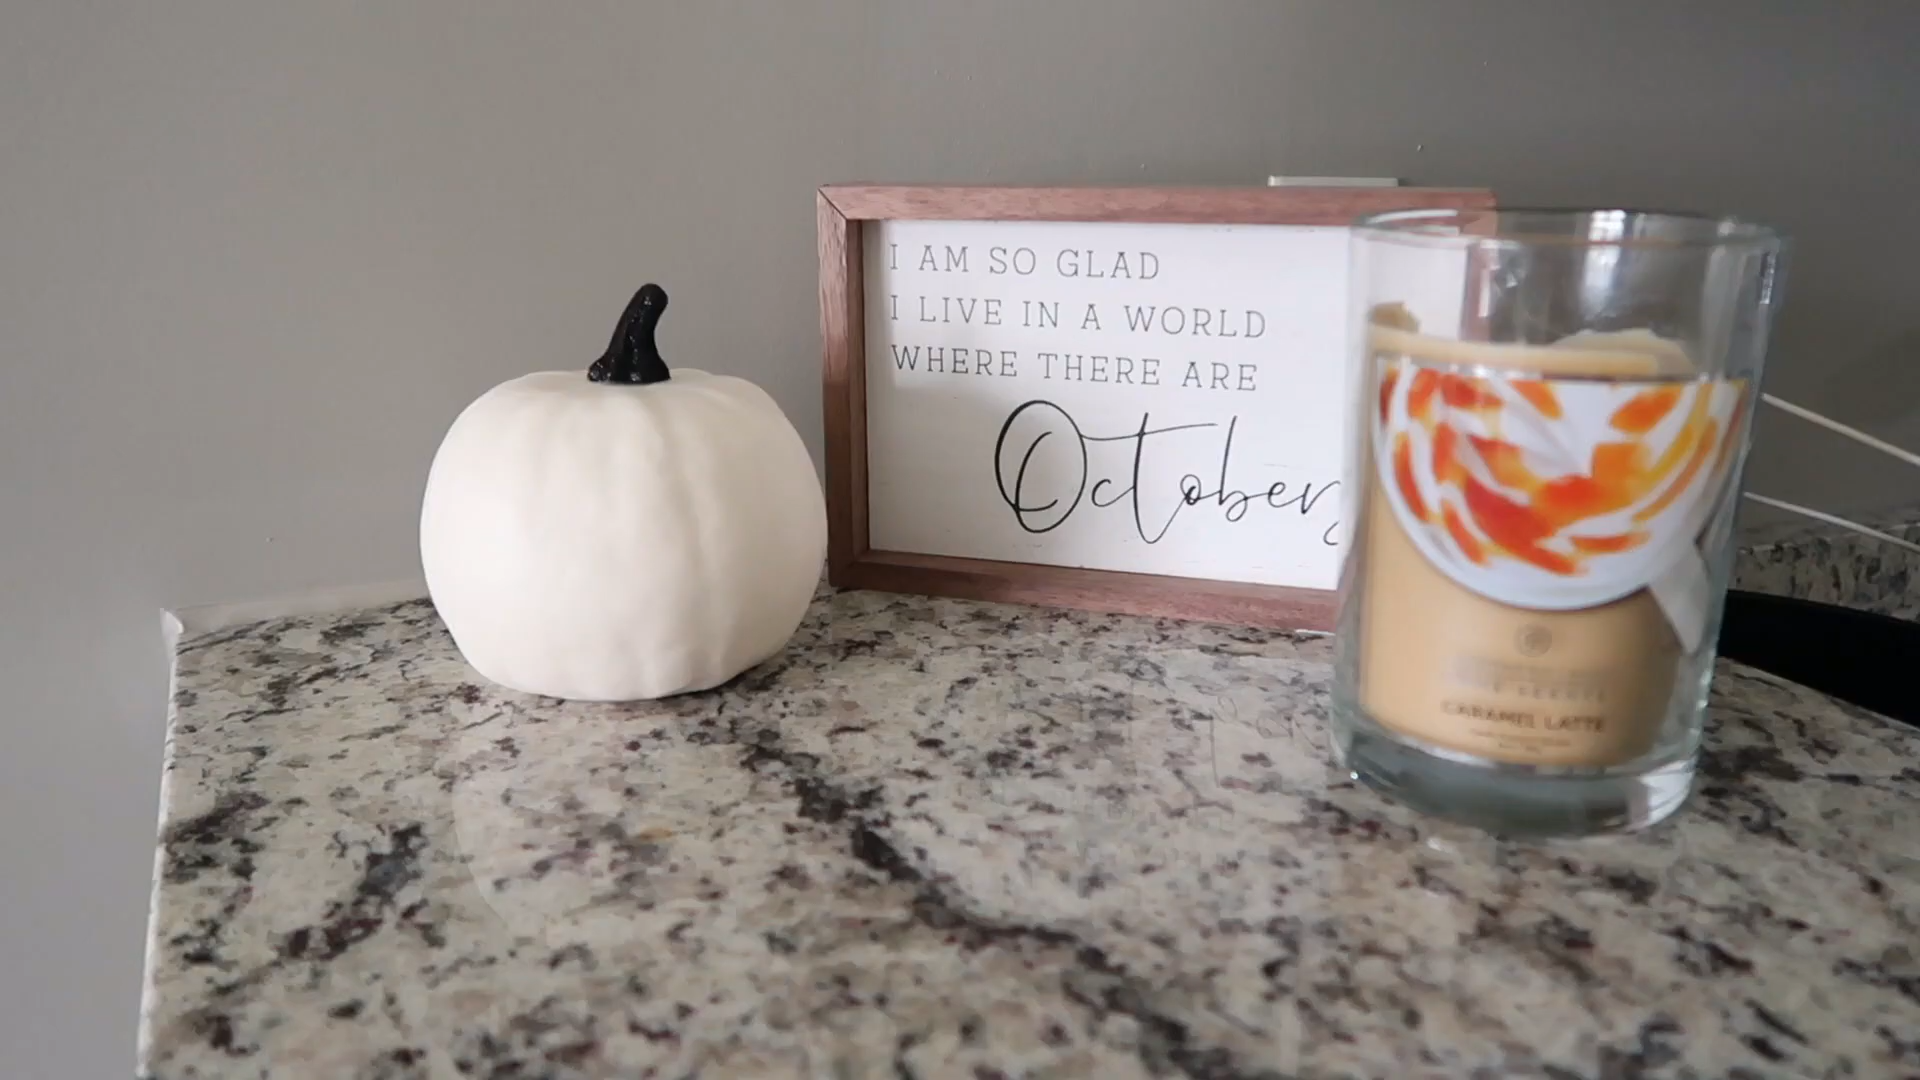 I AM SO GLAD
I LIVE IN A WORLD
WHERE THERE ARE
Octobers
CARAMEL LATTE